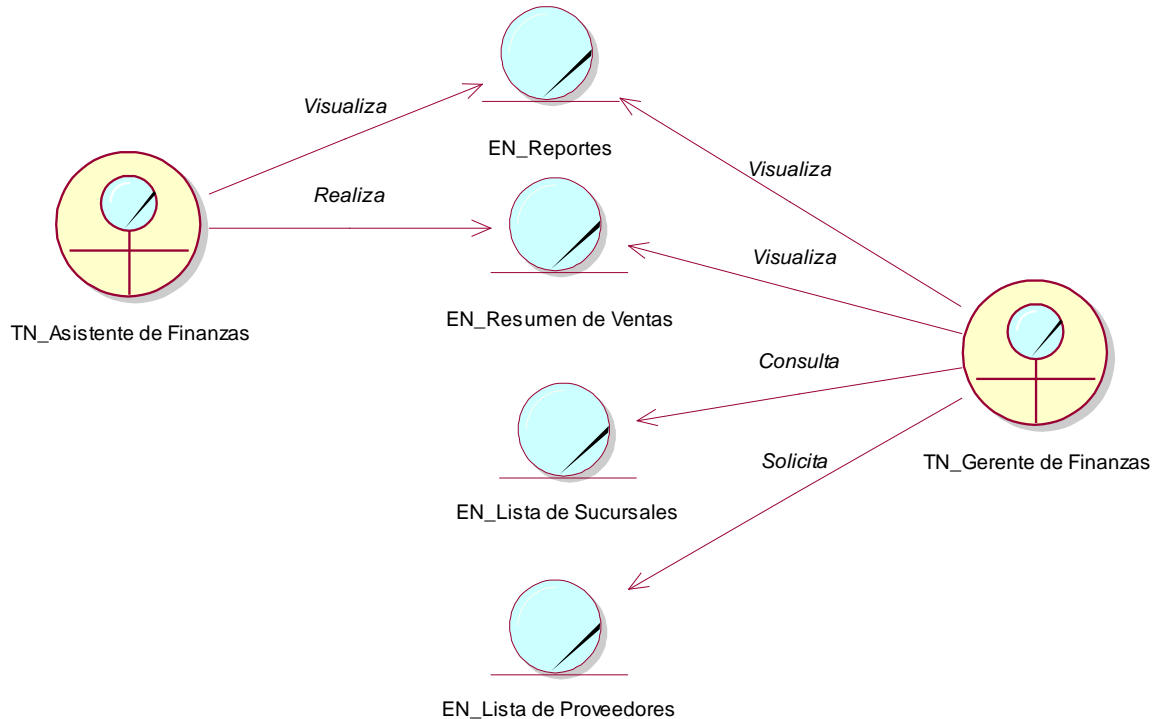 Visualiza
EN_Reportes
Visualiza
Realiza
Visualiza
TN_Asistente de Finanzas
EN_Resumen de Ventas
Consulta
TN_Gerente de Finanzas
Solicita
EN_Lista de Sucursales
EN_Lista de Proveedores